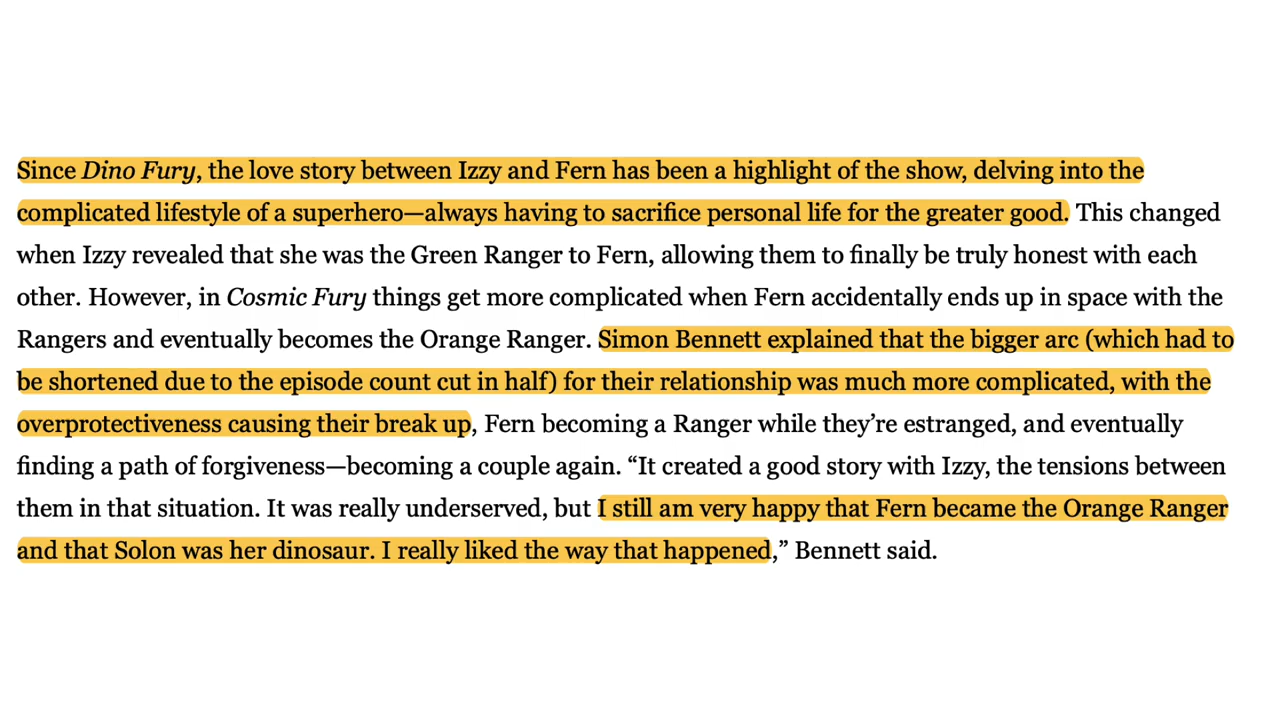 Since Dino Fury, the love story between Izzy and Fern has been a highlight of the show, delving into the
complicated lifestyle of a superhero—always having to sacrifice personal life for the greater good. This changed
when Izzy revealed that she was the Green Ranger to Fern, allowing them to finally be truly honest with each
other. However, in Cosmic Fury things get more complicated when Fern accidentally ends up in space with the
Rangers and eventually becomes the Orange Ranger. Simon Bennett explained that the bigger arc (which had to
be shortened due to the episode count cut in half) for their relationship was much more complicated, with the
overprotectiveness causing their break up, Fern becoming a Ranger while they’re estranged, and eventually
finding a path of forgiveness—becoming a couple again. “It created a good story with Izzy, the tensions between
them in that situation. It was really underserved, but I still am very happy that Fern became the Orange Ranger
and that Solon was her dinosaur. I really liked the way that happened,” Bennett said.